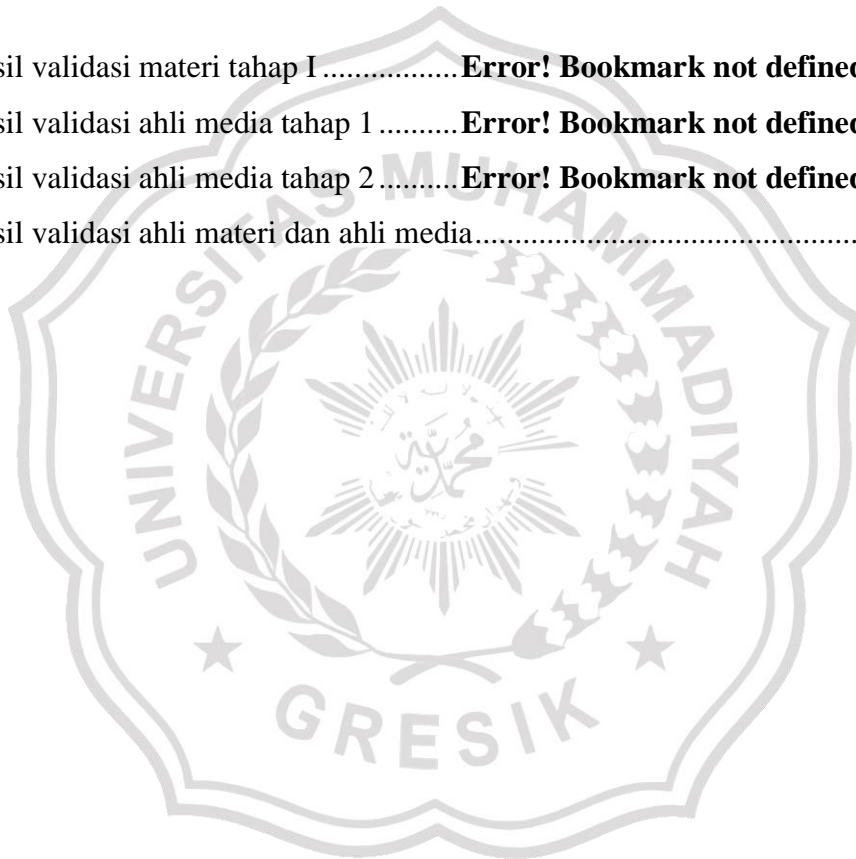 sil validasi materi tahap I.................Error! Bookmark not defined
sil validasi ahli media tahap 1..........Error! Bookmark not defined
sil validasi ahli media tahap 2..........Error! Bookmark not defined
sil validasi ahli materi dan ahli media.................................................
UNIVERSITAS MUHAMMADIYAH
محمد
GRESIK